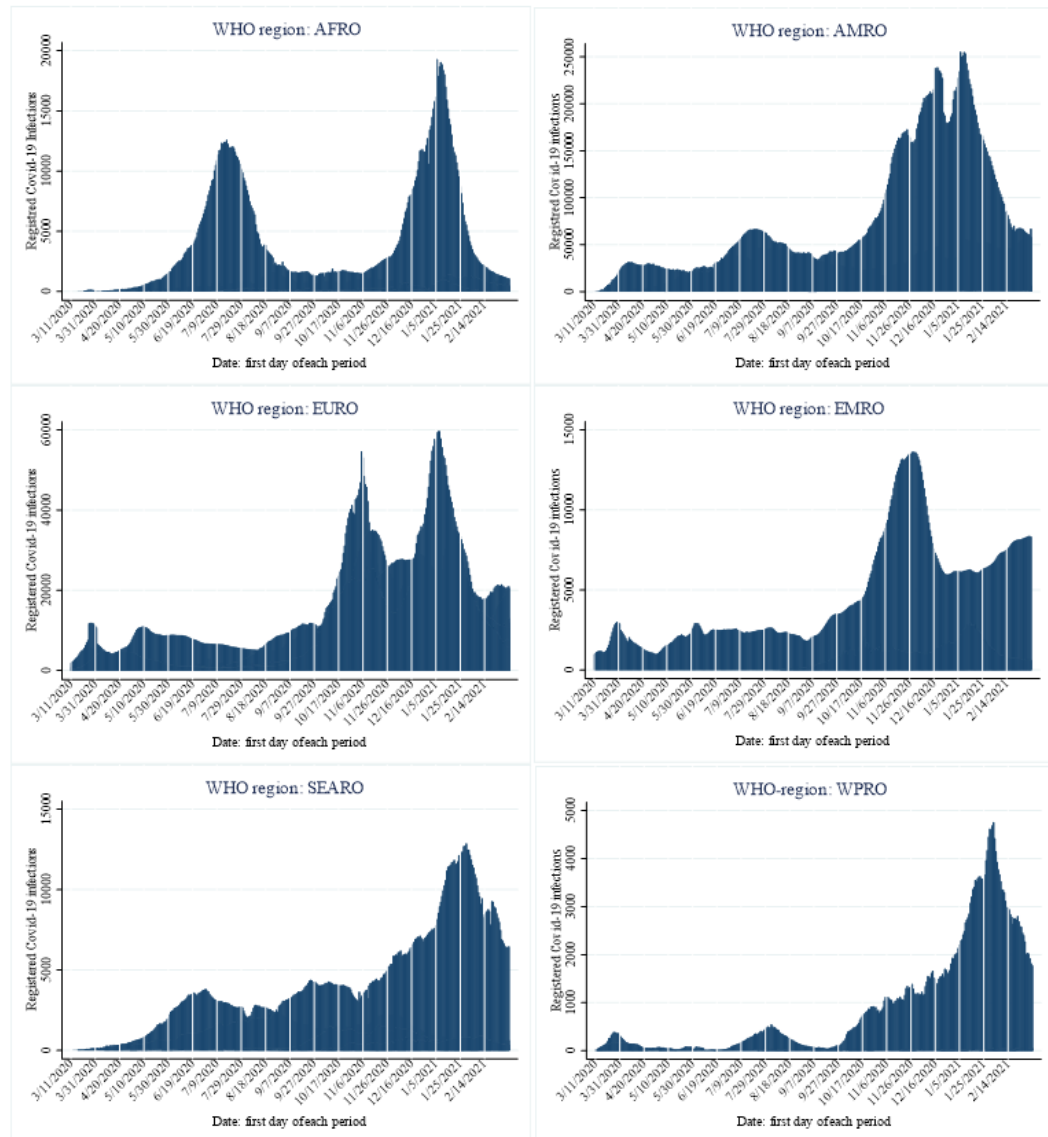 WHO region: AFRO
Registred Covid-19 Infections
20000
15000
10000
5000
0
3/11/2020 3/31/2020 4/20/2020 5/10/2020 5/30/2020 6/19/2020 7/9/2020 7/29/2020 8/18/2020 9/7/2020 9/27/2020 10/17/2020 11/6/2020 11/26/2020 12/16/2020 1/5/2021 1/25/2021 2/14/2021
Date: first day of each period
WHO region: AMRO
Registred Covid-19 infections
250000
200000
150000
100000
50000
0
3/11/2020 3/31/2020 4/20/2020 5/10/2020 5/30/2020 6/19/2020 7/9/2020 7/29/2020 8/18/2020 9/7/2020 9/27/2020 10/17/2020 11/6/2020 11/26/2020 12/16/2020 1/5/2021 1/25/2021 2/14/2021
Date: first day of each period
WHO region: EURO
Registered Covid-19 infections
60000
40000
20000
0
3/11/2020 3/31/2020 4/20/2020 5/10/2020 5/30/2020 6/19/2020 7/9/2020 7/29/2020 8/18/2020 9/7/2020 9/27/2020 10/17/2020 11/6/2020 11/26/2020 12/16/2020 1/5/2021 1/25/2021 2/14/2021
Date: first day of each period
WHO region: EMRO
Registered Covid-19 infections
15000
10000
5000
0
3/11/2020 3/31/2020 4/20/2020 5/10/2020 5/30/2020 6/19/2020 7/9/2020 7/29/2020 8/18/2020 9/7/2020 9/27/2020 10/17/2020 11/6/2020 11/26/2020 12/16/2020 1/5/2021 1/25/2021 2/14/2021
Date: first day of each period
WHO region: SEARO
Registered Covid-19 infections
15000
10000
5000
0
3/11/2020 3/31/2020 4/20/2020 5/10/2020 5/30/2020 6/19/2020 7/9/2020 7/29/2020 8/18/2020 9/7/2020 9/27/2020 10/17/2020 11/6/2020 11/26/2020 12/16/2020 1/5/2021 1/25/2021 2/14/2021
Date: first day of each period
WHO-region: WPRO
Registered Covid-19 infections
5000
4000
3000
2000
1000
0
3/11/2020 3/31/2020 4/20/2020 5/10/2020 5/30/2020 6/19/2020 7/9/2020 7/29/2020 8/18/2020 9/7/2020 9/27/2020 10/17/2020 11/6/2020 11/26/2020 12/16/2020 1/5/2021 1/25/2021 2/14/2021
Date: first day of each period